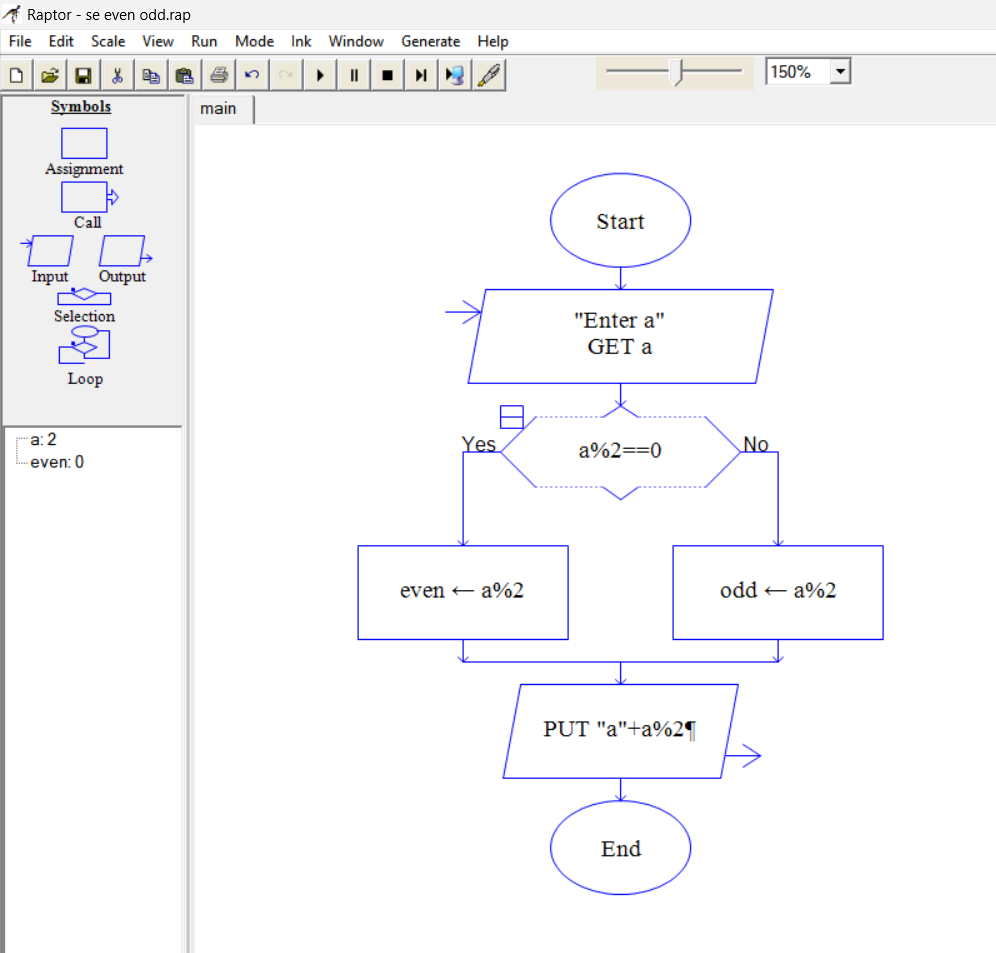 Raptor - se even odd.rap
File Edit Scale View Run Mode Ink Window Generate Help
150%
Symbols
Assignment
Call
Input Output
Selection
Loop
a: 2
even: 0
main
Start
"Enter a"
GET a
Yes
a%2==0
No
even ← a%2
odd ← a%2
PUT "a"+a%2¶
End